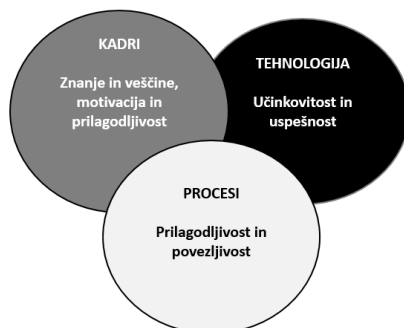 KADRI
Znanje in veščine,
motivacija in
prilagodljivost
TEHNOLOGIJA
Učinkovitost in
uspešnost
PROCESI
Prilagodljivost in
povezljivost